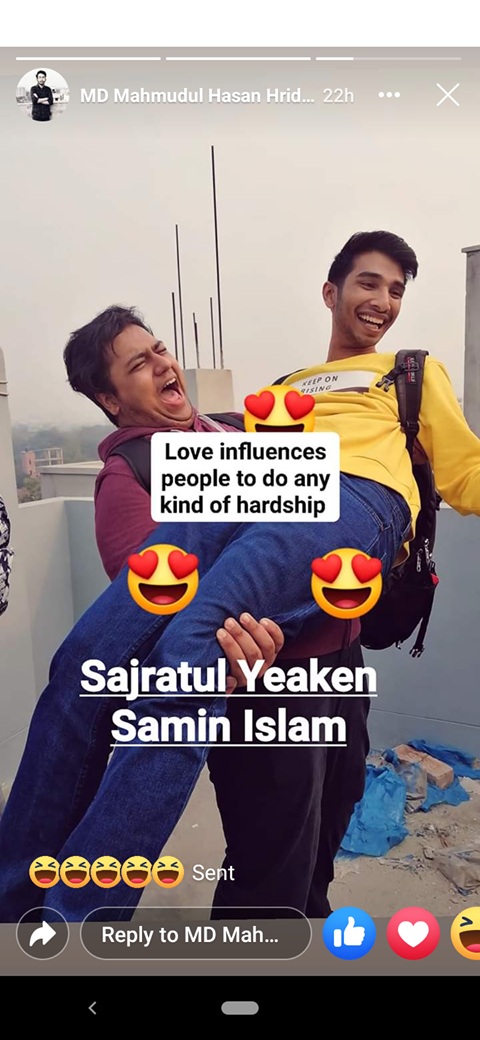 MD Mahmudul Hasan Hrid... 22h
KEEP ON
RISING
Love influences
people to do any
kind of hardship
Sajratul Yeaken
Samin Islam
Sent
Reply to MD Mah...